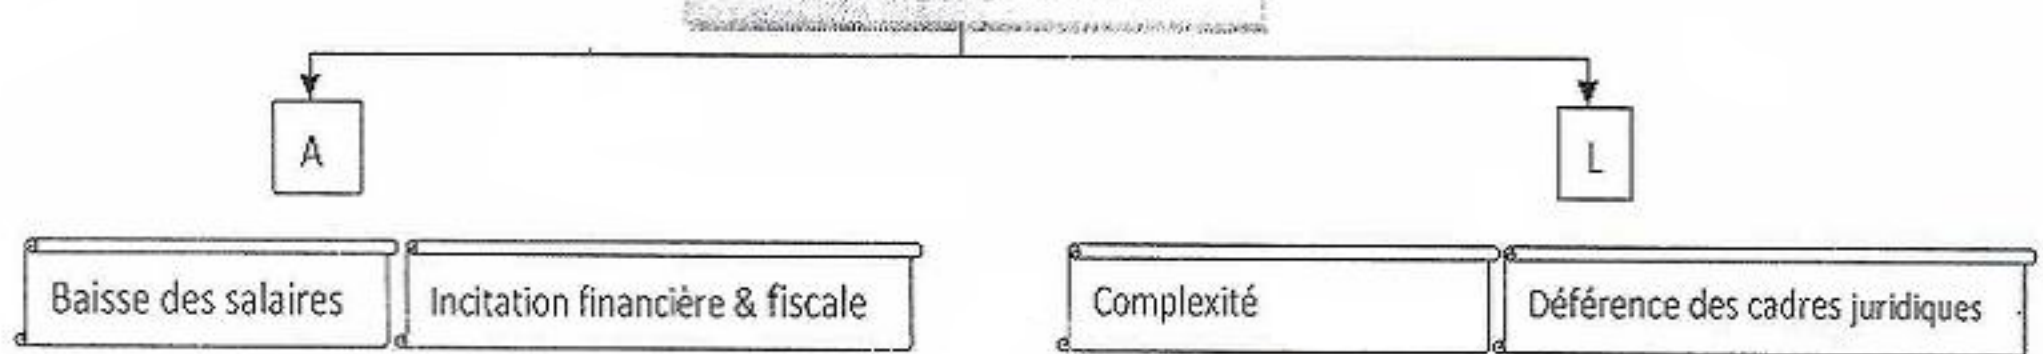 A
L
Baisse des salaires
Incitation financière & fiscale
Complexité
Déférence des cadres juridiques